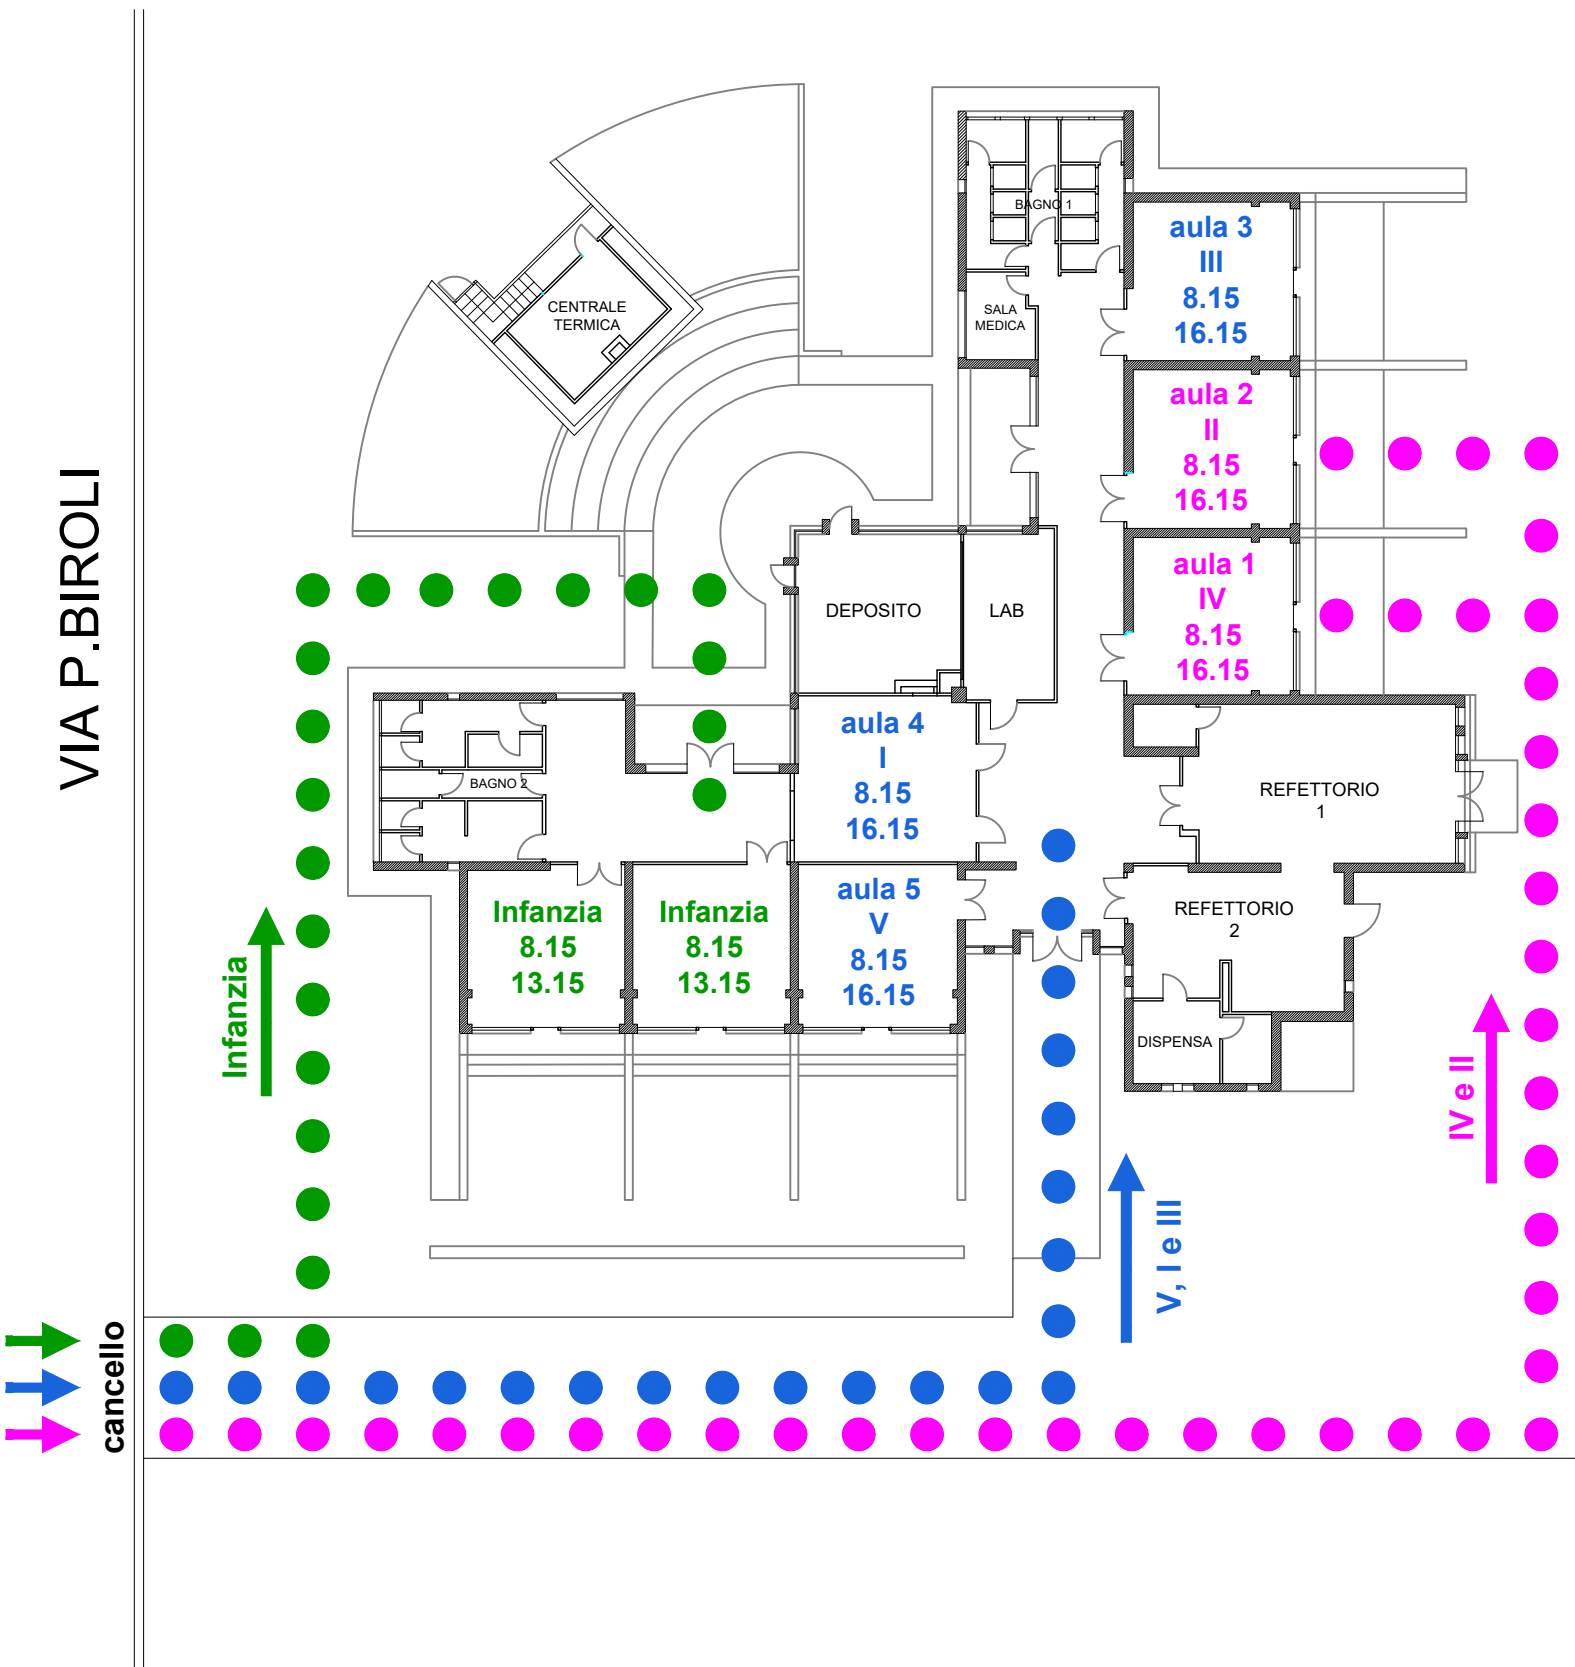 VIA P.BIROLI
cancello
Infanzia
V, I e III
IV e II
CENTRALE
TERMICA
BAGNO 1
SALA
MEDICA
aula 3
III
8.15
16.15
aula 2
II
8.15
16.15
aula 1
IV
8.15
16.15
DEPOSITO
LAB
aula 4
I
8.15
16.15
BAGNO 2
REFETTORIO
1
Infanzia
8.15
13.15
Infanzia
8.15
13.15
aula 5
V
8.15
16.15
REFETTORIO
2
DISPENSA